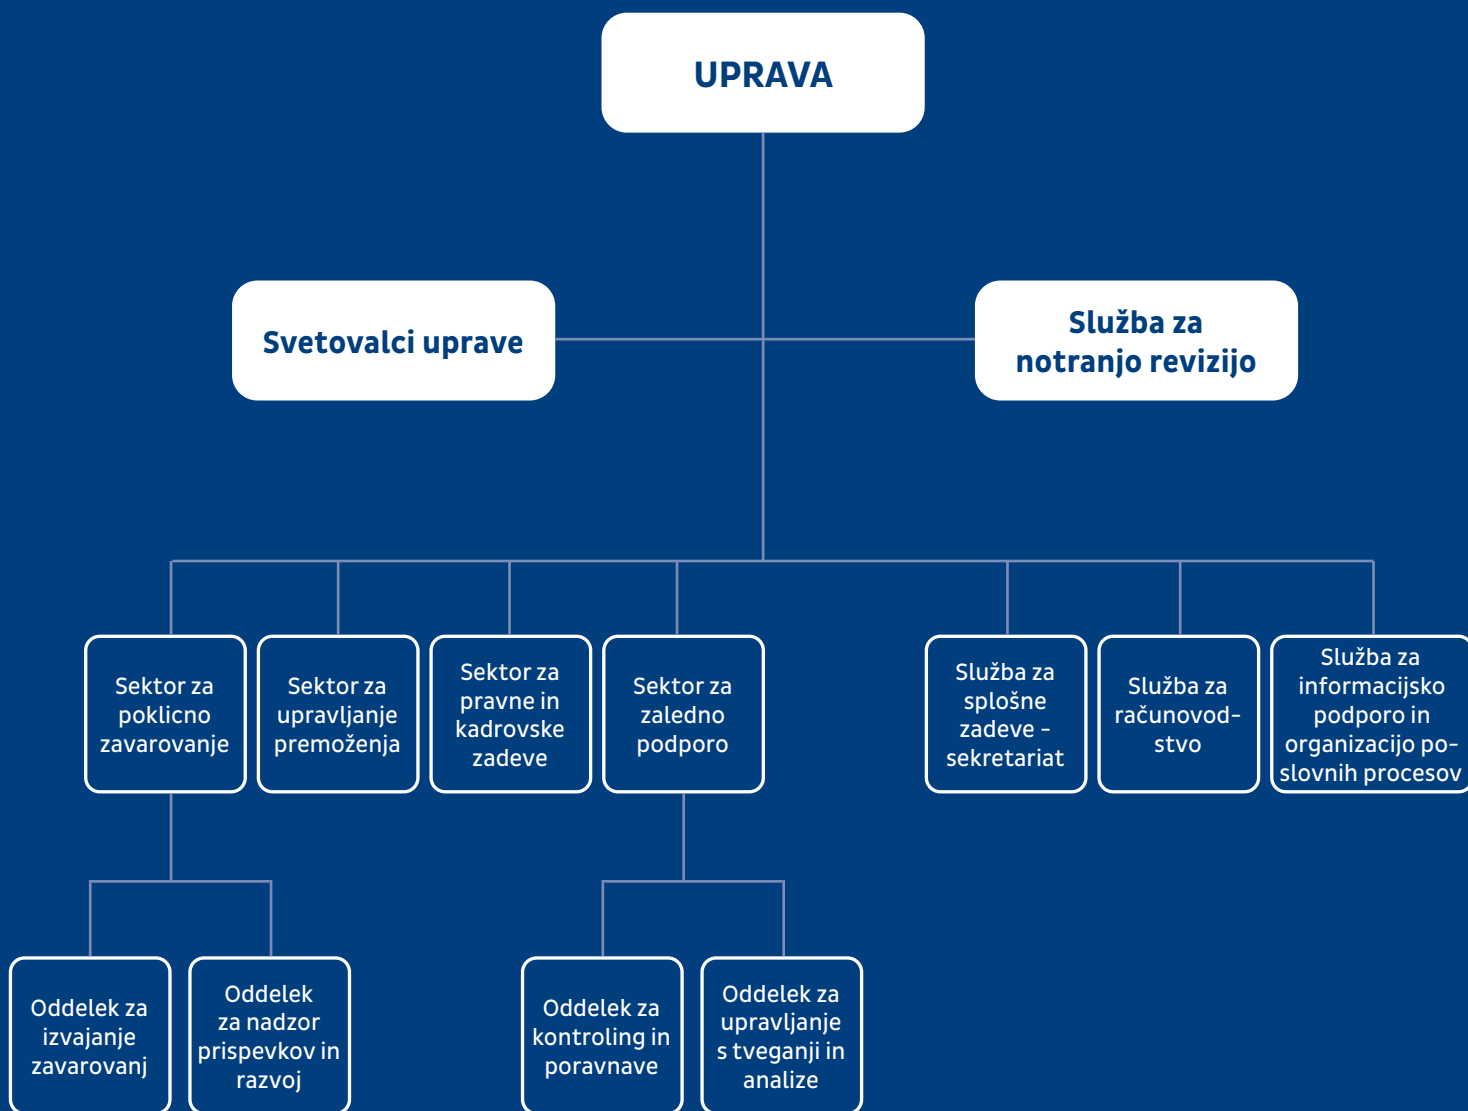 UPRAVA
Svetovalci uprave
Služba za
notranjo revizijo
Sektor za
poklicno
zavarovanje
Sektor za
upravljanje
premoženja
Sektor za
pravne in
kadrovske
zadeve
Sektor za
zaledno
podporo
Služba za
splošne
zadeve -
sekretariat
Služba za
računovod-
stvo
Služba za
informacijsko
podporo in
organizacijo po-
slovnih procesov
Oddelek za
izvajanje
zavarovanj
Oddelek
za nadzor
prispevkov in
razvoj
Oddelek za
kontroling in
poravnave
Oddelek za
upravljanje
s tveganji in
analize